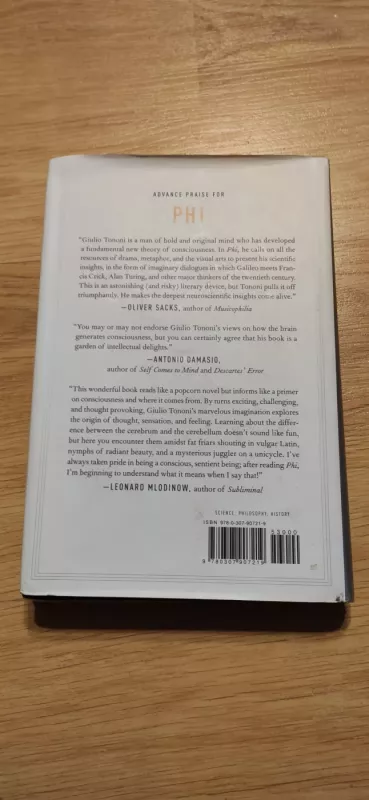 ADVANCE PRAISE FOR
PHI
"Giulio Tononi is a man of bold and original mind who has developed
a fundamental new theory of consciousness. In Phi, he calls on all the
resources of drama, metaphor, and the visual arts to present his scientific
insights, in the form of imaginary dialogues in which Galileo meets Fran-
cis Crick, Alan Turing, and other major thinkers of the twentieth century.
This is an astonishing (and risky) literary device, but Tononi pulls it off
triumphantly. He makes the deepest neuroscientific insights come alive."
—OLIVER SACKS, author of Musicophilia
"You may or may not endorse Giulio Tononi's views on how the brain
generates consciousness, but you can certainly agree that his book is a
garden of intellectual delights."
—ANTONIO DAMASIO,
author of Self Comes to Mind and Descartes' Error
"This wonderful book reads like a popcorn novel but informs like a primer
on consciousness and where it comes from. By turns exciting, challenging,
and thought provoking, Giulio Tononi's marvelous imagination explores
the origin of thought, sensation, and feeling. Learning about the differ-
ence between the cerebrum and the cerebellum doesn't sound like fun,
but here you encounter them amidst fat friars shouting in vulgar Latin,
nymphs of radiant beauty, and a mysterious juggler on a unicycle. I've
always taken pride in being a conscious, sentient being; after reading Phi,
I'm beginning to understand what it means when I say that!"
—LEONARD MLODINOW, author of Subliminal
SCIENCE, PHILOSOPHY, HISTORY
ISBN 978-0-307-90721-9
53000
9 780307 907219